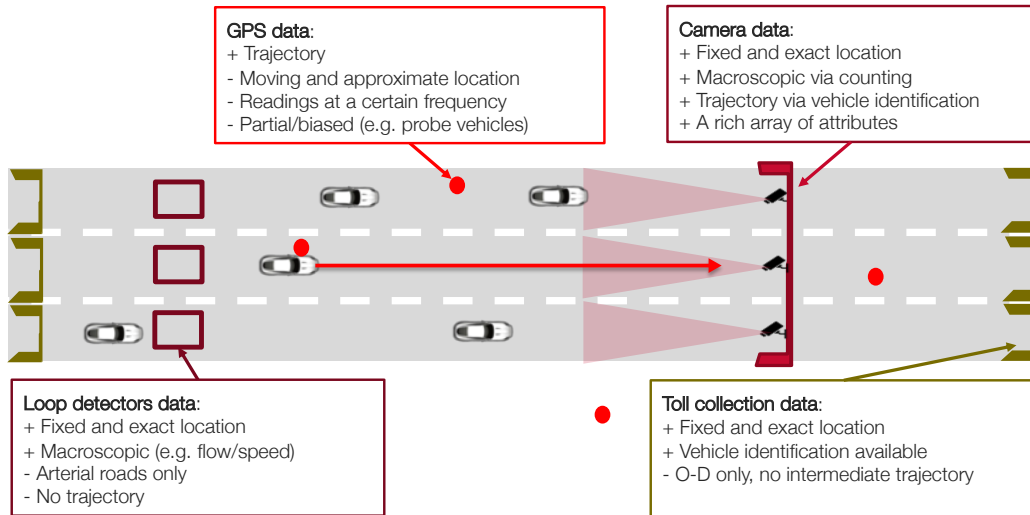 GPS data:
+ Trajectory
- Moving and approximate location
- Readings at a certain frequency
- Partial/biased (e.g. probe vehicles)
Camera data:
+ Fixed and exact location
+ Macroscopic via counting
+ Trajectory via vehicle identification
+ A rich array of attributes
Loop detectors data:
+ Fixed and exact location
+ Macroscopic (e.g. flow/speed)
- Arterial roads only
- No trajectory
Toll collection data:
+ Fixed and exact location
+ Vehicle identification available
- O-D only, no intermediate trajectory